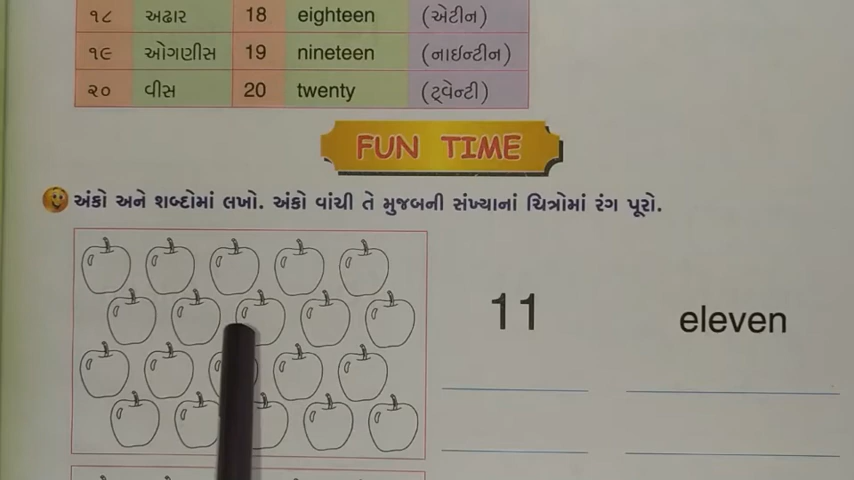 ૧૮ અઢાર 18 eighteen (એટીન)
૧૯ ઓગણીસ 19 nineteen (નાઇન્ટીન)
૨૦ વીસ 20 twenty (ટ્વેન્ટી)
FUN TIME
અંકો અને શબ્દોમાં લખો. અંકો વાંચી તે મુજબની સંખ્યાનાં ચિત્રોમાં રંગ પૂરો.
11 eleven